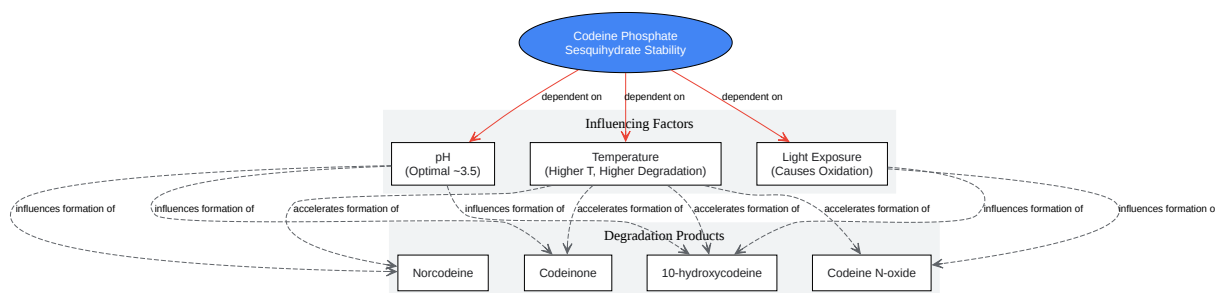 Codeine Phosphate
Sesquihydrate Stability
dependent on
dependent on
dependent on
Influencing Factors
pH
(Optimal ~3.5)
Temperature
(Higher T, Higher Degradation)
Light Exposure
(Causes Oxidation)
influences formation of
influences formation of
accelerates formation of
influences formation of
accelerates formation of
accelerates formation of
accelerates formation of
influences formation of
influences formation o
Degradation Products
Norcodeine
Codeinone
10-hydroxycodeine
Codeine N-oxide